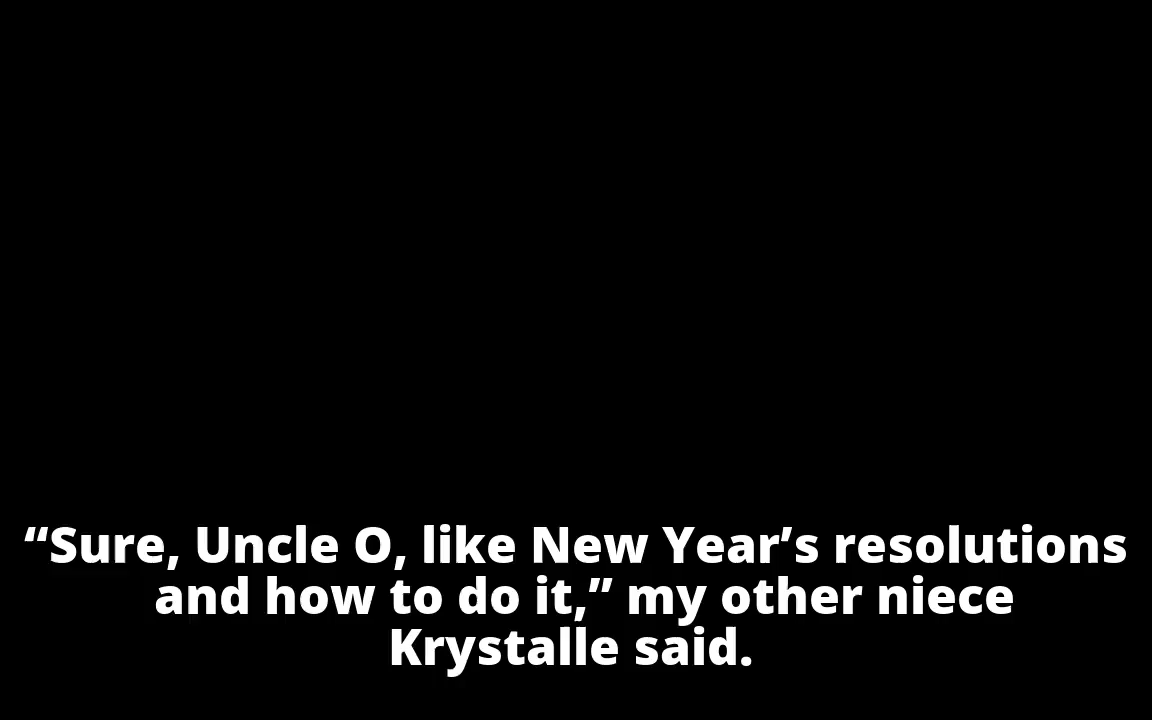 “Sure, Uncle O, like New Year’s resolutions
and how to do it,” my other niece
Krystalle said.